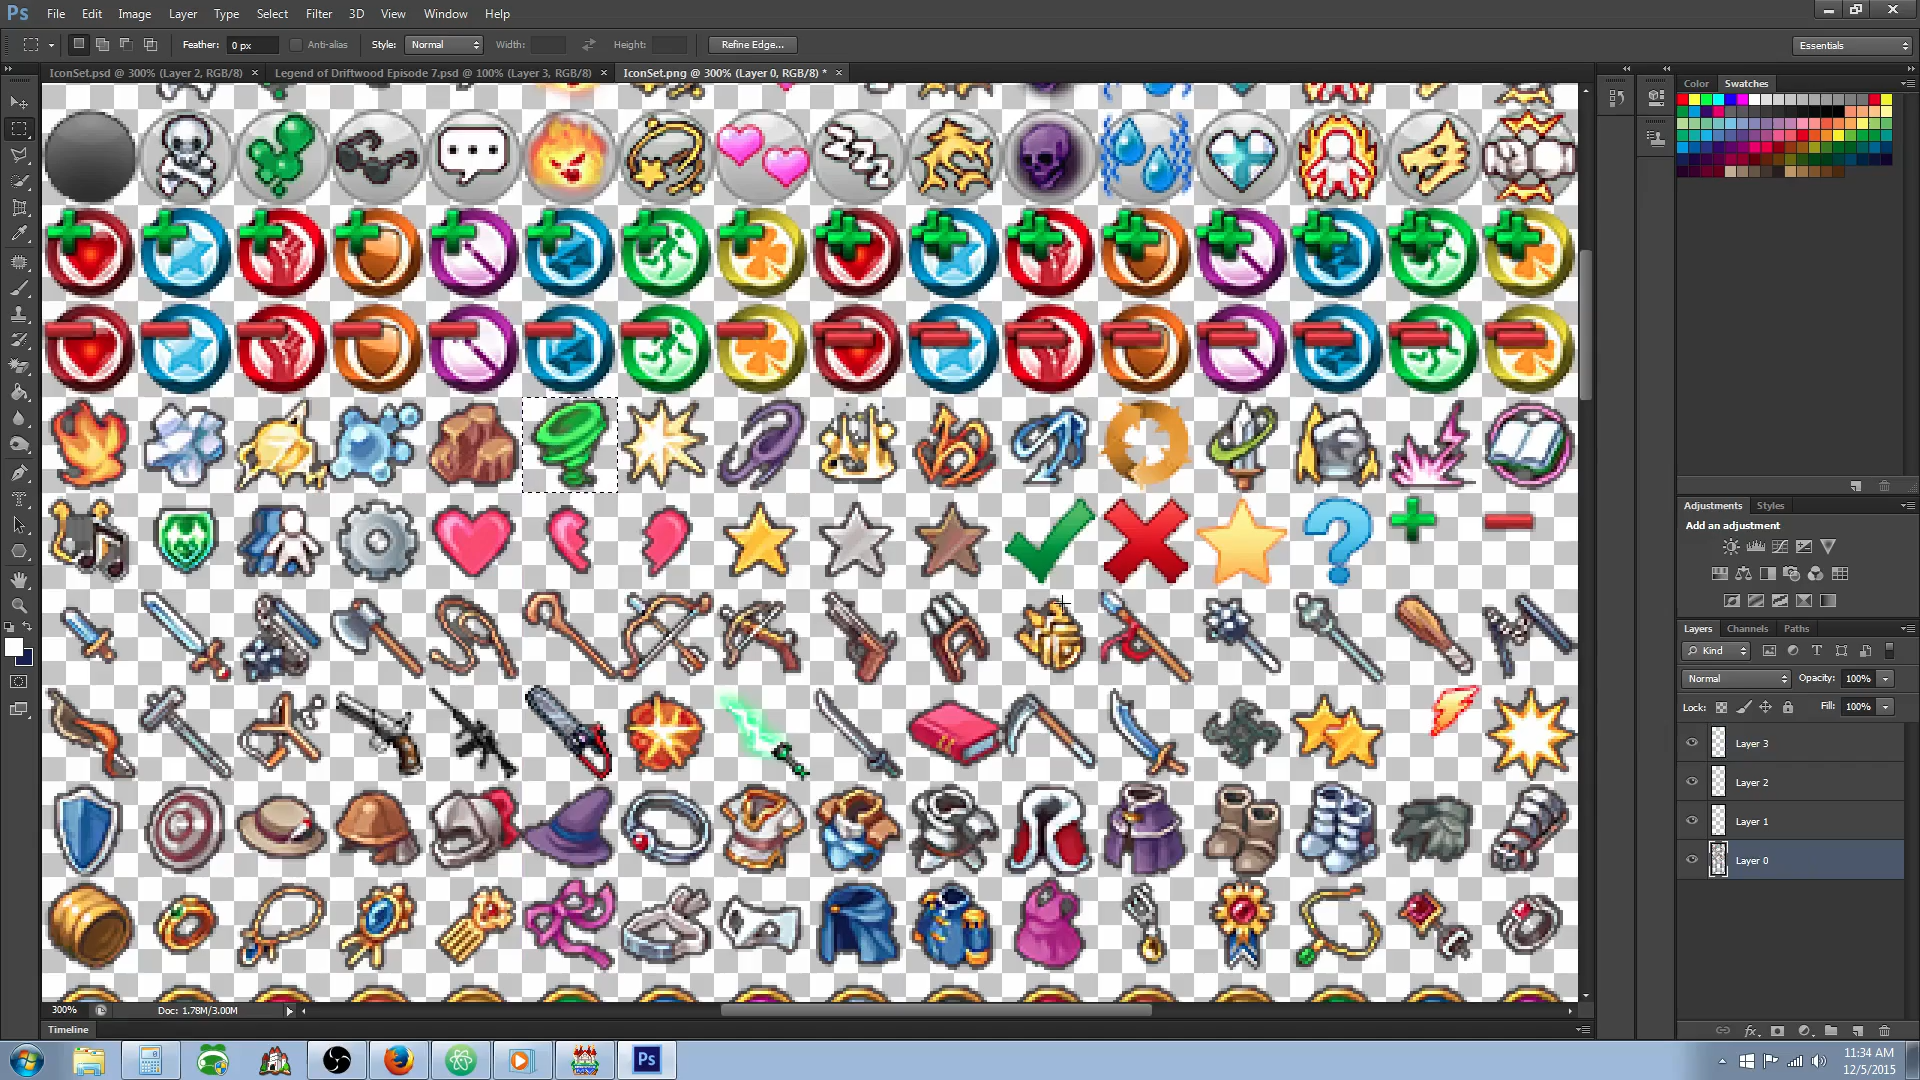 Ps File Edit Image Layer Type Select Filter 3D View Window Help
Feather: 0 px Anti-alias Style: Normal Width: Height: Refine Edge... Essentials
IconSet.psd @ 300% (Layer 2, RGB/8) × Legend of Driftwood Episode 7.psd @ 100% (Layer 3, RGB/8) × IconSet.png @ 300% (Layer 0, RGB/8) * ×
Color Swatches
Adjustments Styles
Add an adjustment
Layers Channels Paths
Kind
Normal Opacity: 100%
Lock: Fill: 100%
Layer 3
Layer 2
Layer 1
Layer 0
300% Doc: 1.78M/3.00M
Timeline
Ps
11:34 AM
12/5/2015